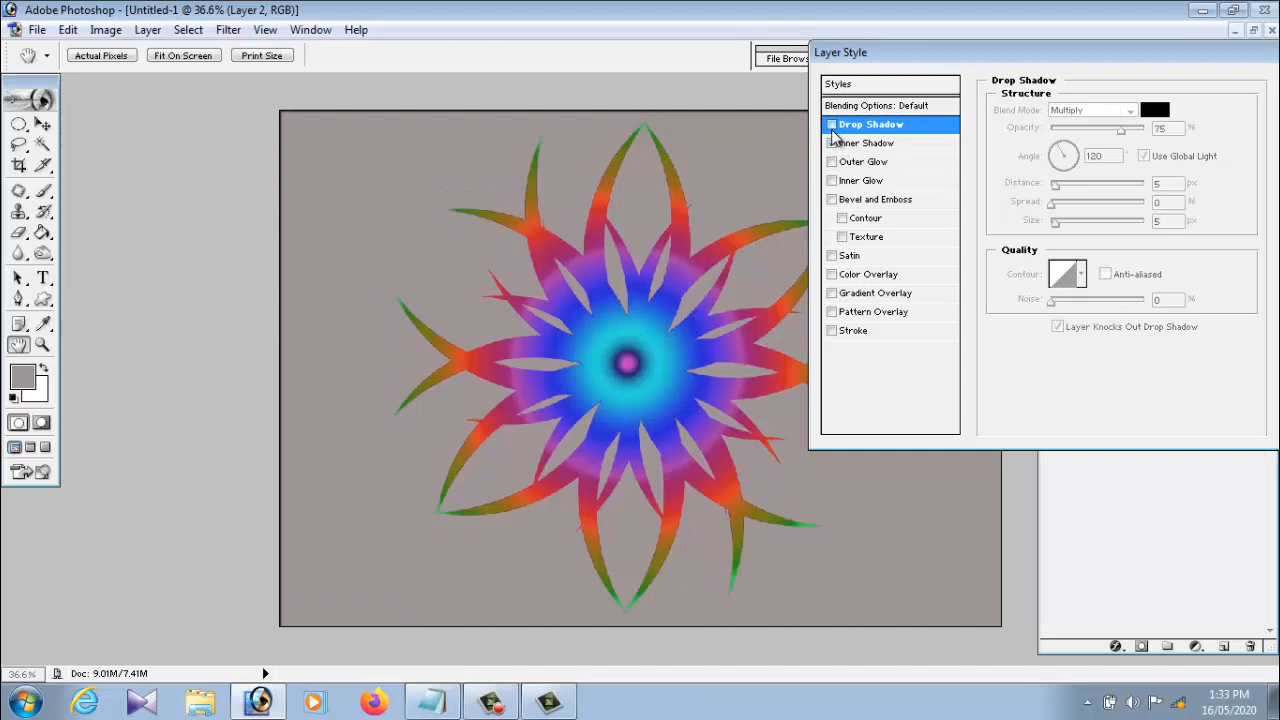 Adobe Photoshop - [Untitled-1 @ 36.6% (Layer 2, RGB)]
File Edit Image Layer Select Filter View Window Help
Actual Pixels Fit On Screen Print Size
File Brows
Layer Style
Styles
Blending Options: Default
Drop Shadow
Inner Shadow
Outer Glow
Inner Glow
Bevel and Emboss
Contour
Texture
Satin
Color Overlay
Gradient Overlay
Pattern Overlay
Stroke
Drop Shadow
Structure
Blend Mode: Multiply
Opacity: 75 %
Angle: 120 ° Use Global Light
Distance: 5 px
Spread: 0 %
Size: 5 px
Quality
Contour: Anti-aliased
Noise: 0 %
Layer Knocks Out Drop Shadow
T
36.6% Doc: 9.01M/7.41M
1:33 PM
16/05/2020